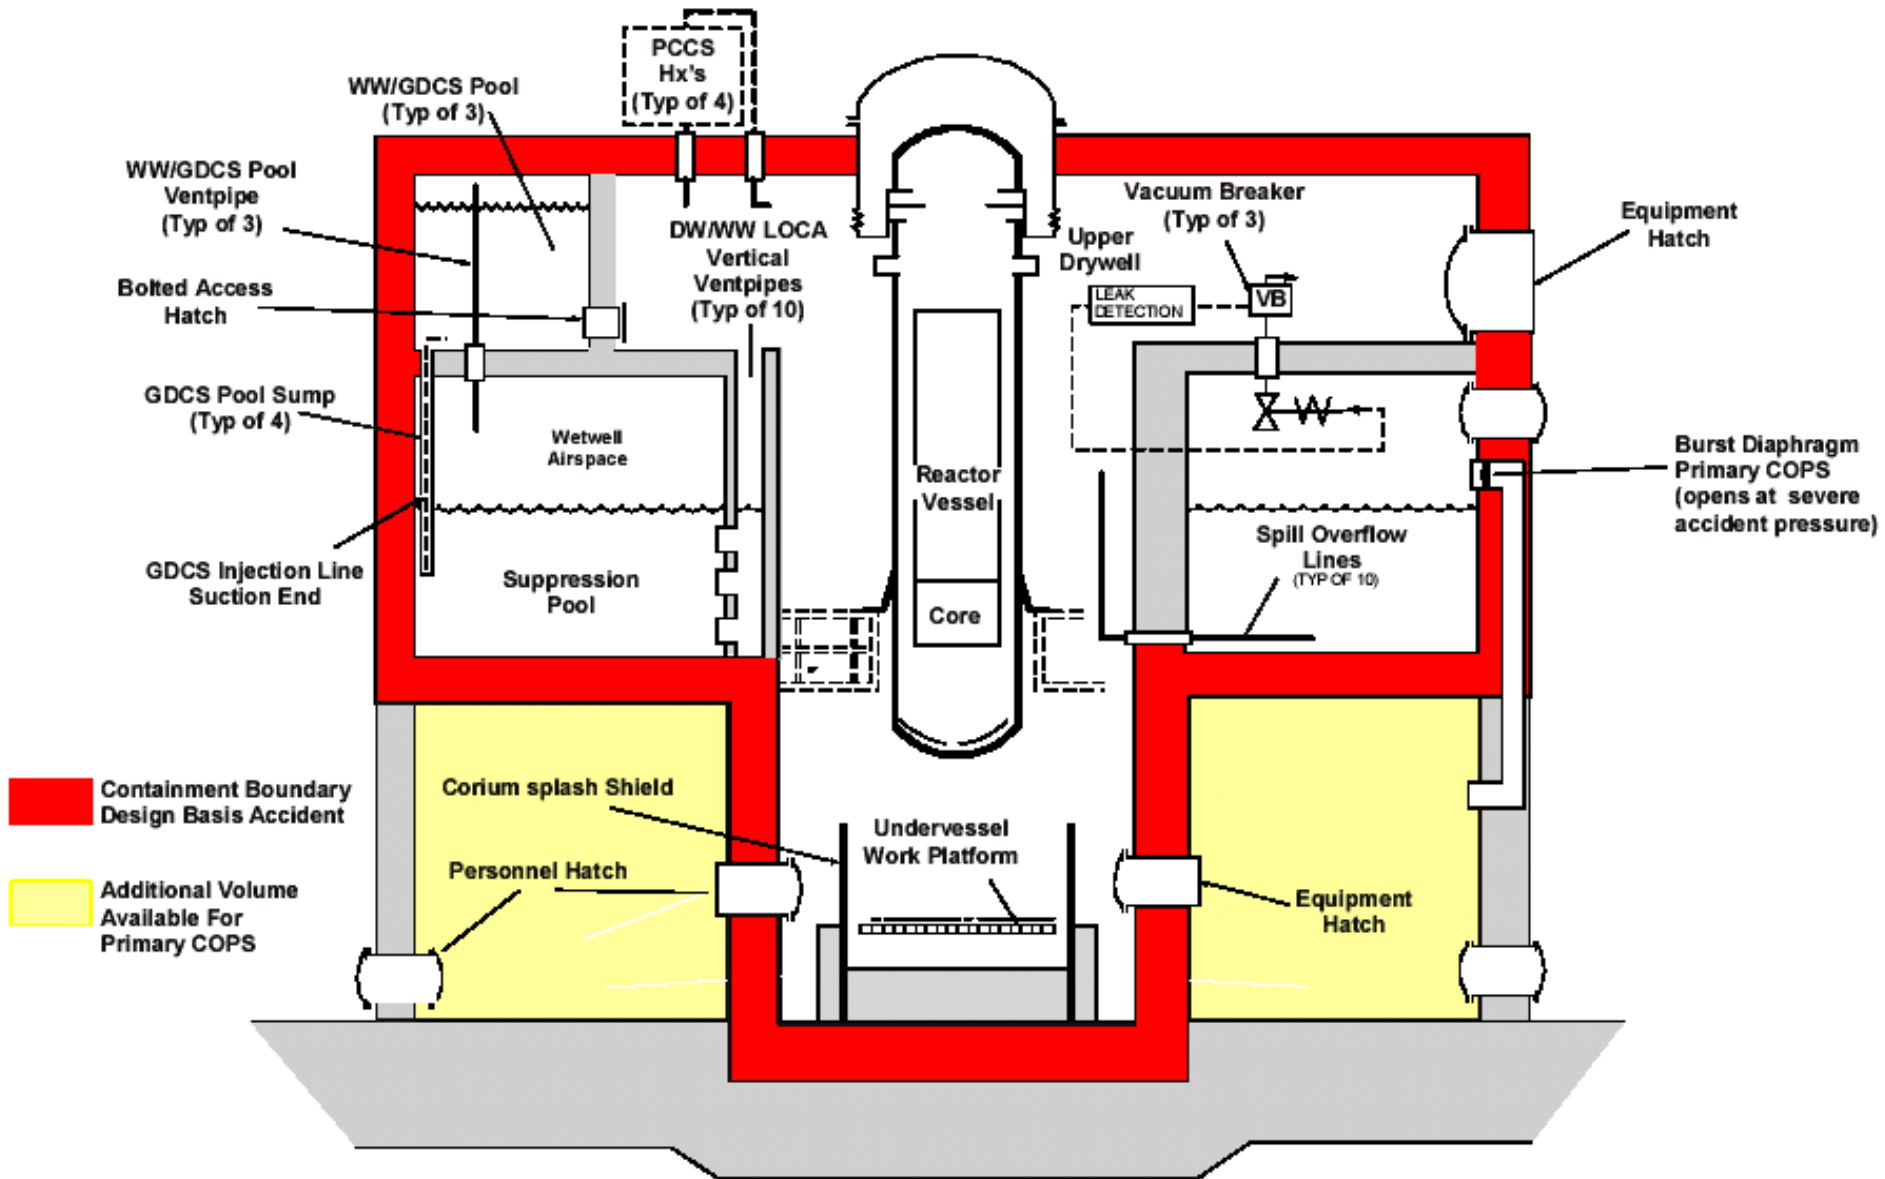 PCCS
Hx's
(Typ of 4)
WW/GDCS Pool
(Typ of 3)
WW/GDCS Pool
Ventpipe
(Typ of 3)
Bolted Access
Hatch
GDCS Pool Sump
(Typ of 4)
GDCS Injection Line
Suction End
DW/WW LOCA
Vertical
Ventpipes
(Typ of 10)
Wetwell
Airspace
Suppression
Pool
Reactor
Vessel
Core
Upper
Drywell
Vacuum Breaker
(Typ of 3)
LEAK
DETECTION
VB
Equipment
Hatch
Burst Diaphragm
Primary COPS
(opens at severe
accident pressure)
Spill Overflow
Lines
(TYP OF 10)
Containment Boundary
Design Basis Accident
Additional Volume
Available For
Primary COPS
Corium splash Shield
Personnel Hatch
Undervessel
Work Platform
Equipment
Hatch